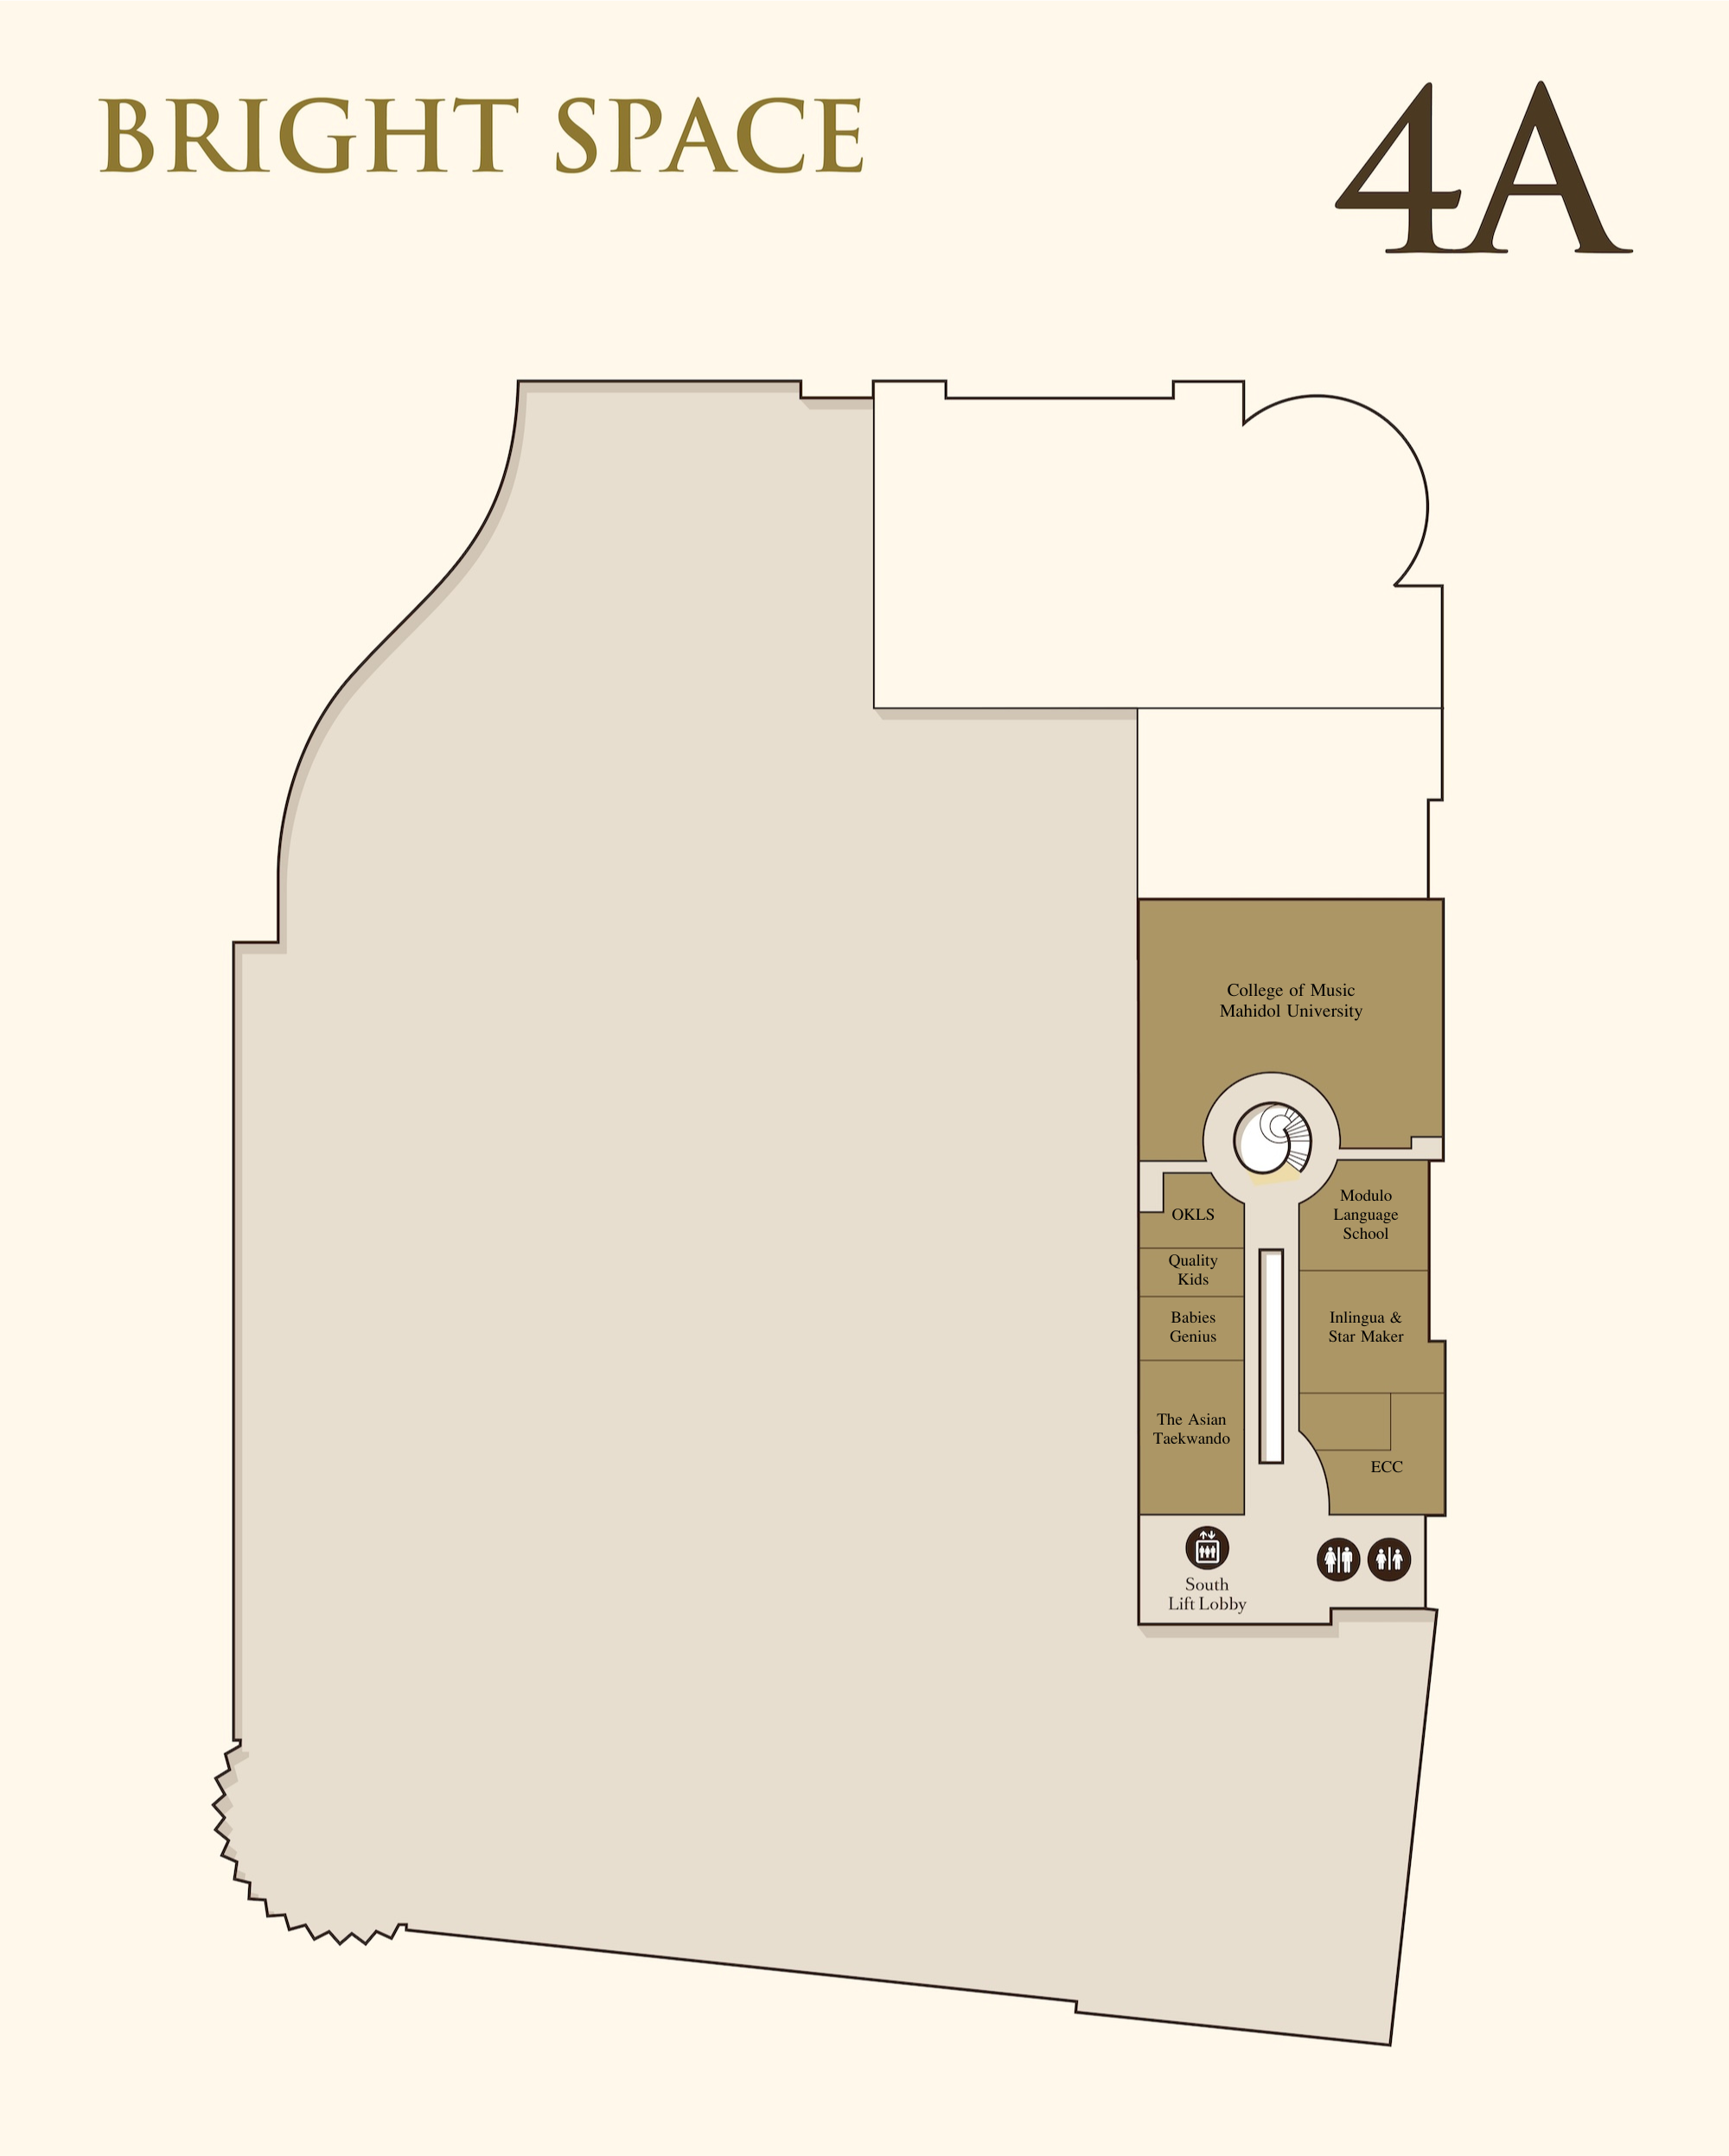 BRIGHT SPACE
4A
College of Music
Mahidol University
OKLS
Quality
Kids
Babies
Genius
The Asian
Taekwando
Modulo
Language
School
Inlingua &
Star Maker
ECC
South
Lift Lobby